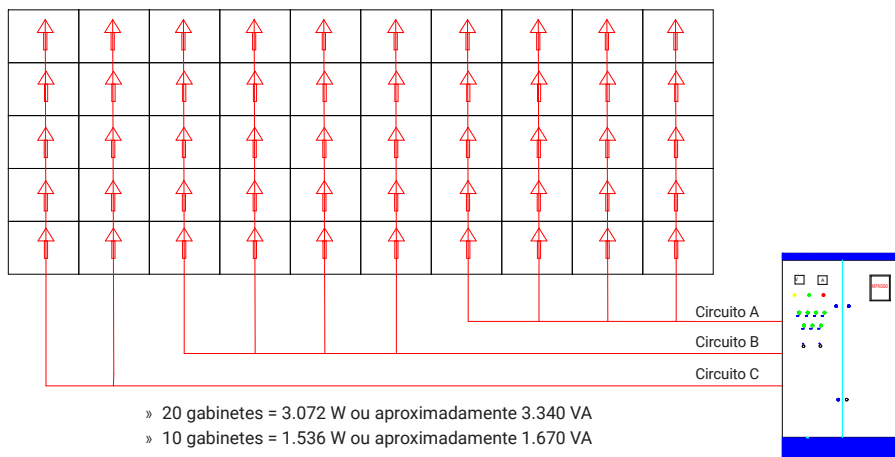 V
A
Circuito A
Circuito B
Circuito C
» 20 gabinetes = 3.072 W ou aproximadamente 3.340 VA
» 10 gabinetes = 1.536 W ou aproximadamente 1.670 VA